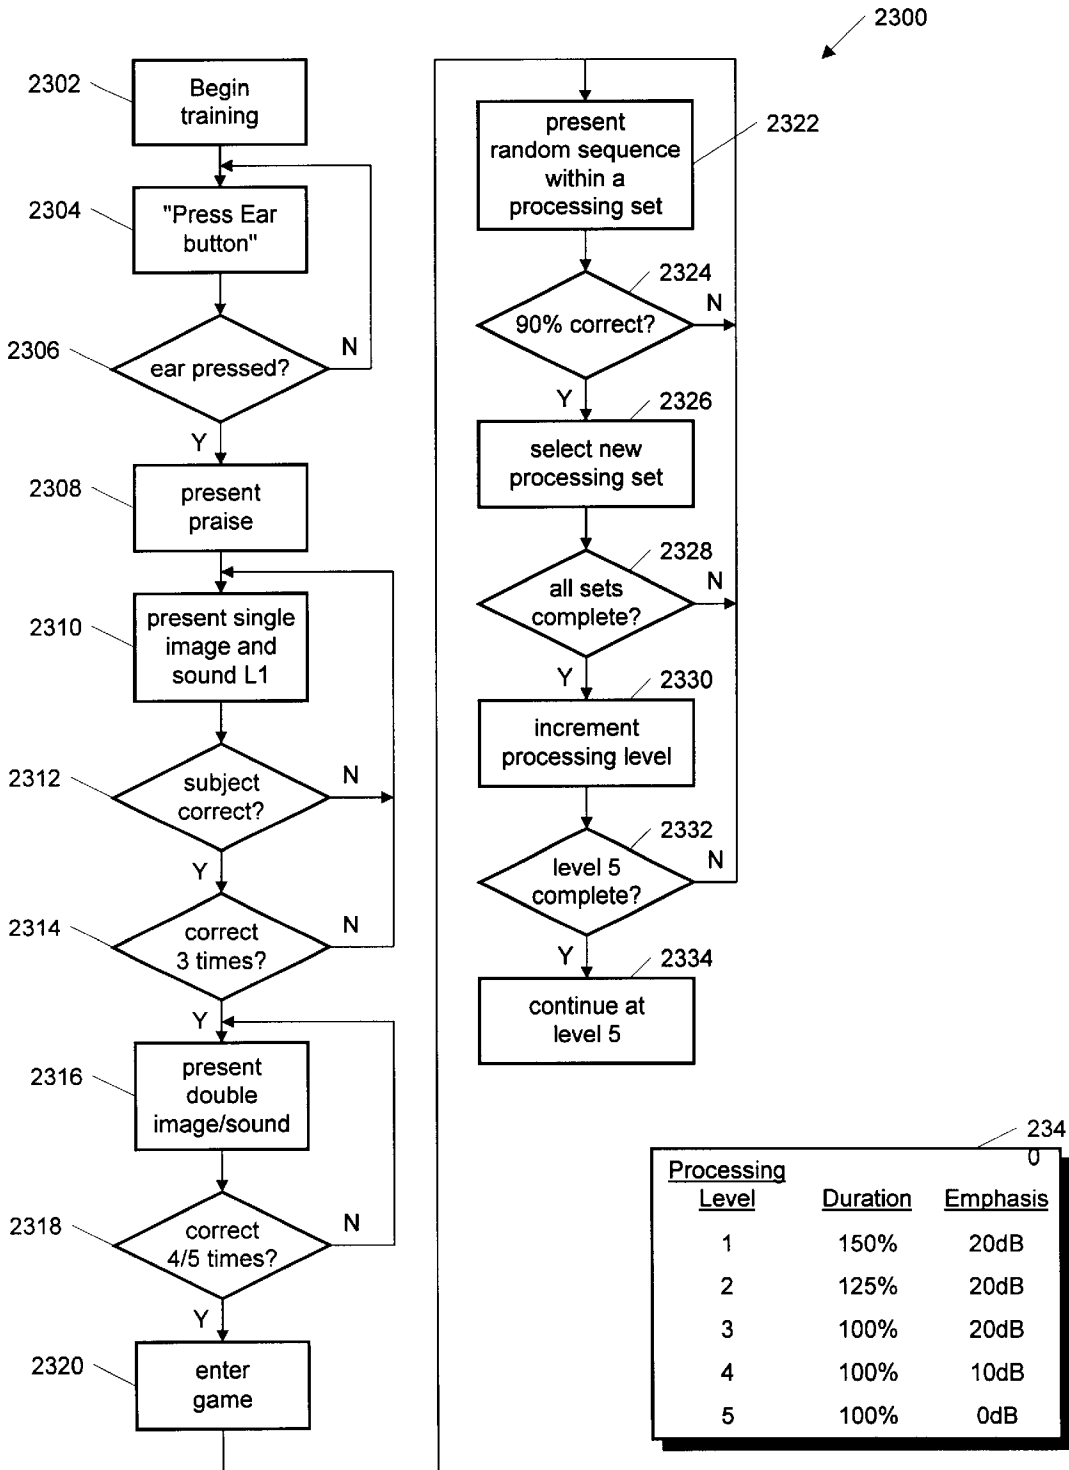 2300
2302
Begin
training
2304
"Press Ear
button"
2306
ear pressed?
N
Y
2308
present
praise
2310
present single
image and
sound L1
2312
subject
correct?
N
Y
2314
correct
3 times?
N
Y
2316
present
double
image/sound
2318
correct
4/5 times?
N
Y
2320
enter
game
present
random sequence
within a
processing set
2322
2324
90% correct?
N
Y
2326
select new
processing set
2328
all sets
complete?
N
Y
2330
increment
processing level
2332
level 5
complete?
N
Y
2334
continue at
level 5
234
0
Processing
Level Duration Emphasis
1 150% 20dB
2 125% 20dB
3 100% 20dB
4 100% 10dB
5 100% 0dB